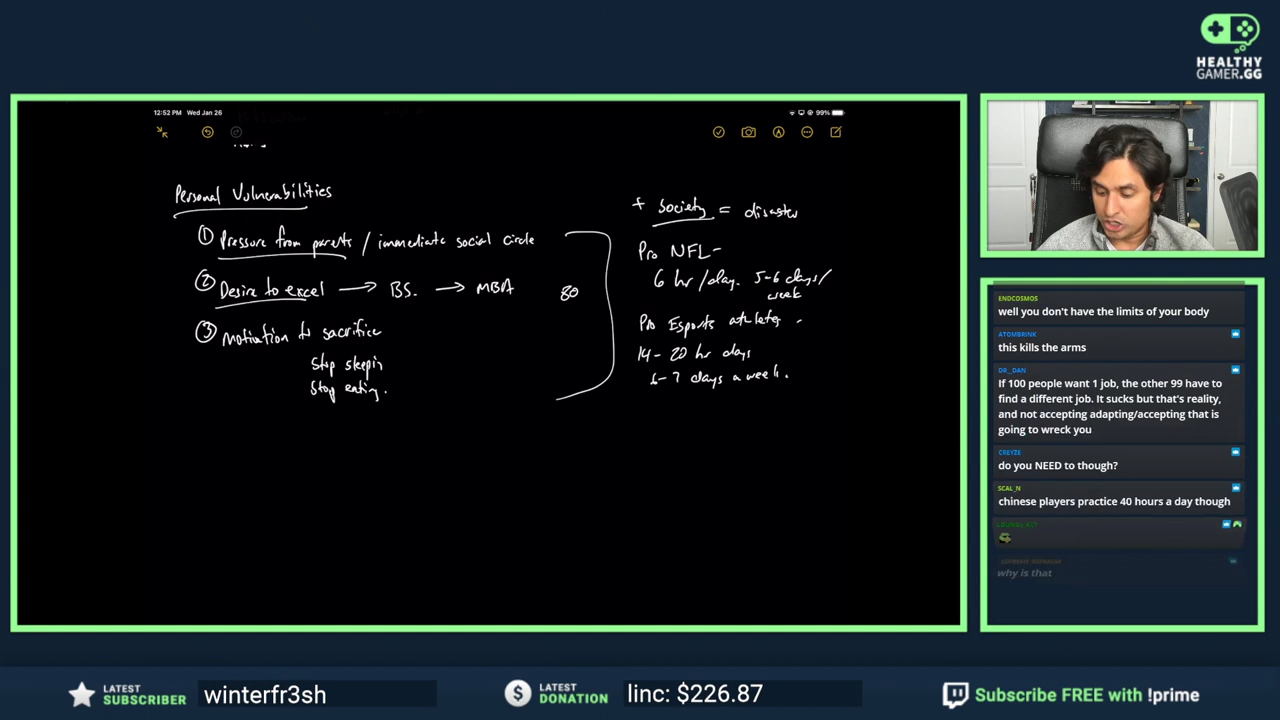 HEALTHY
GAMER.GG
12:52 PM Wed Jan 26
99%
Personal Vulnerabilities
① Pressure from parents / immediate social circle
② Desire to excel → BS. → MBA 80
③ Motivation to sacrifice
Stop sleepin
Stop eating.
+ society = disaster
Pro NFL -
6 hr/day. 5-6 days/
week
Pro Esports athletes -
14-20 hr days
6-7 days a week.
ENDCOSMOS
well you don't have the limits of your body
ATOMBRINK
this kills the arms
DR_DAN
If 100 people want 1 job, the other 99 have to
find a different job. It sucks but that's reality,
and not accepting adapting/accepting that is
going to wreck you
CREYZE
do you NEED to though?
SCAL_N
chinese players practice 40 hours a day though
why is that
LATEST
SUBSCRIBER
winterfr3sh
LATEST
DONATION
linc: $226.87
Subscribe FREE with !prime